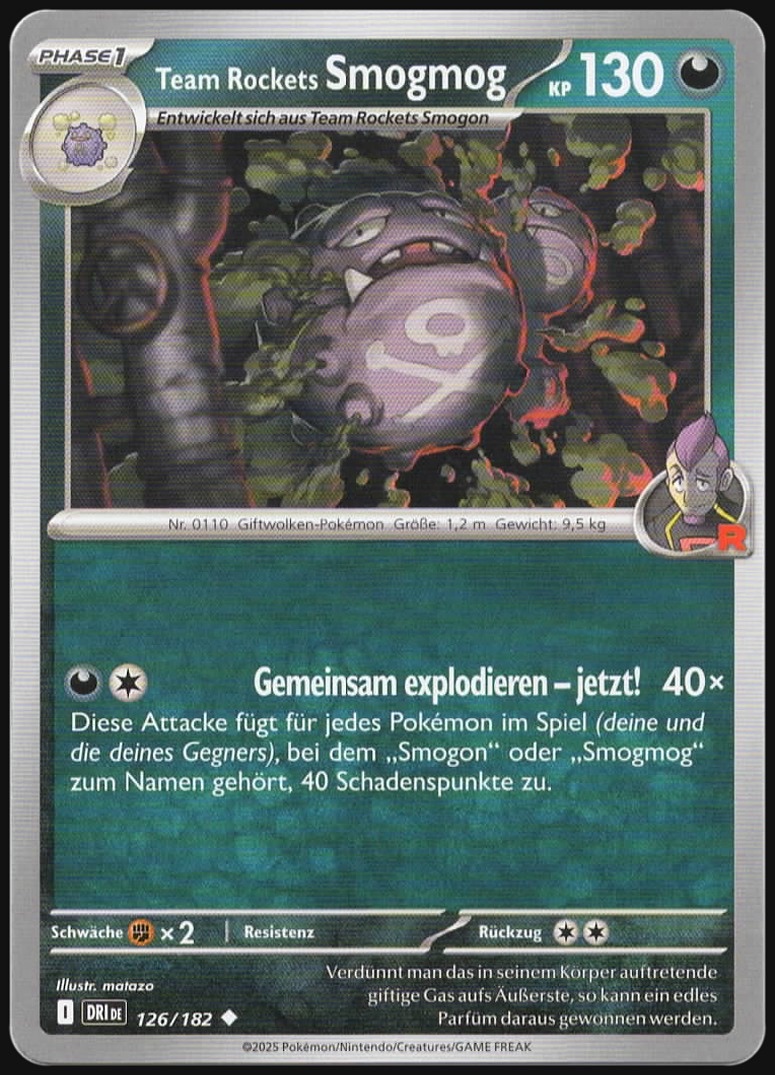 PHASE 1
Team Rockets Smogmog KP 130
Entwickelt sich aus Team Rockets Smogon
R
Nr. 0110 Giftwolken-Pokémon Größe: 1,2 m Gewicht: 9,5 kg
Gemeinsam explodieren – jetzt! 40×
Diese Attacke fügt für jedes Pokémon im Spiel (deine und
die deines Gegners), bei dem „Smogon“ oder „Smogmog“
zum Namen gehört, 40 Schadenspunkte zu.
Schwäche ×2 Resistenz Rückzug
Illustr. matazo
Verdünnt man das in seinem Körper auftretende
giftige Gas aufs Äußerste, so kann ein edles
Parfüm daraus gewonnen werden.
I DRI DE 126/182
©2025 Pokémon/Nintendo/Creatures/GAME FREAK